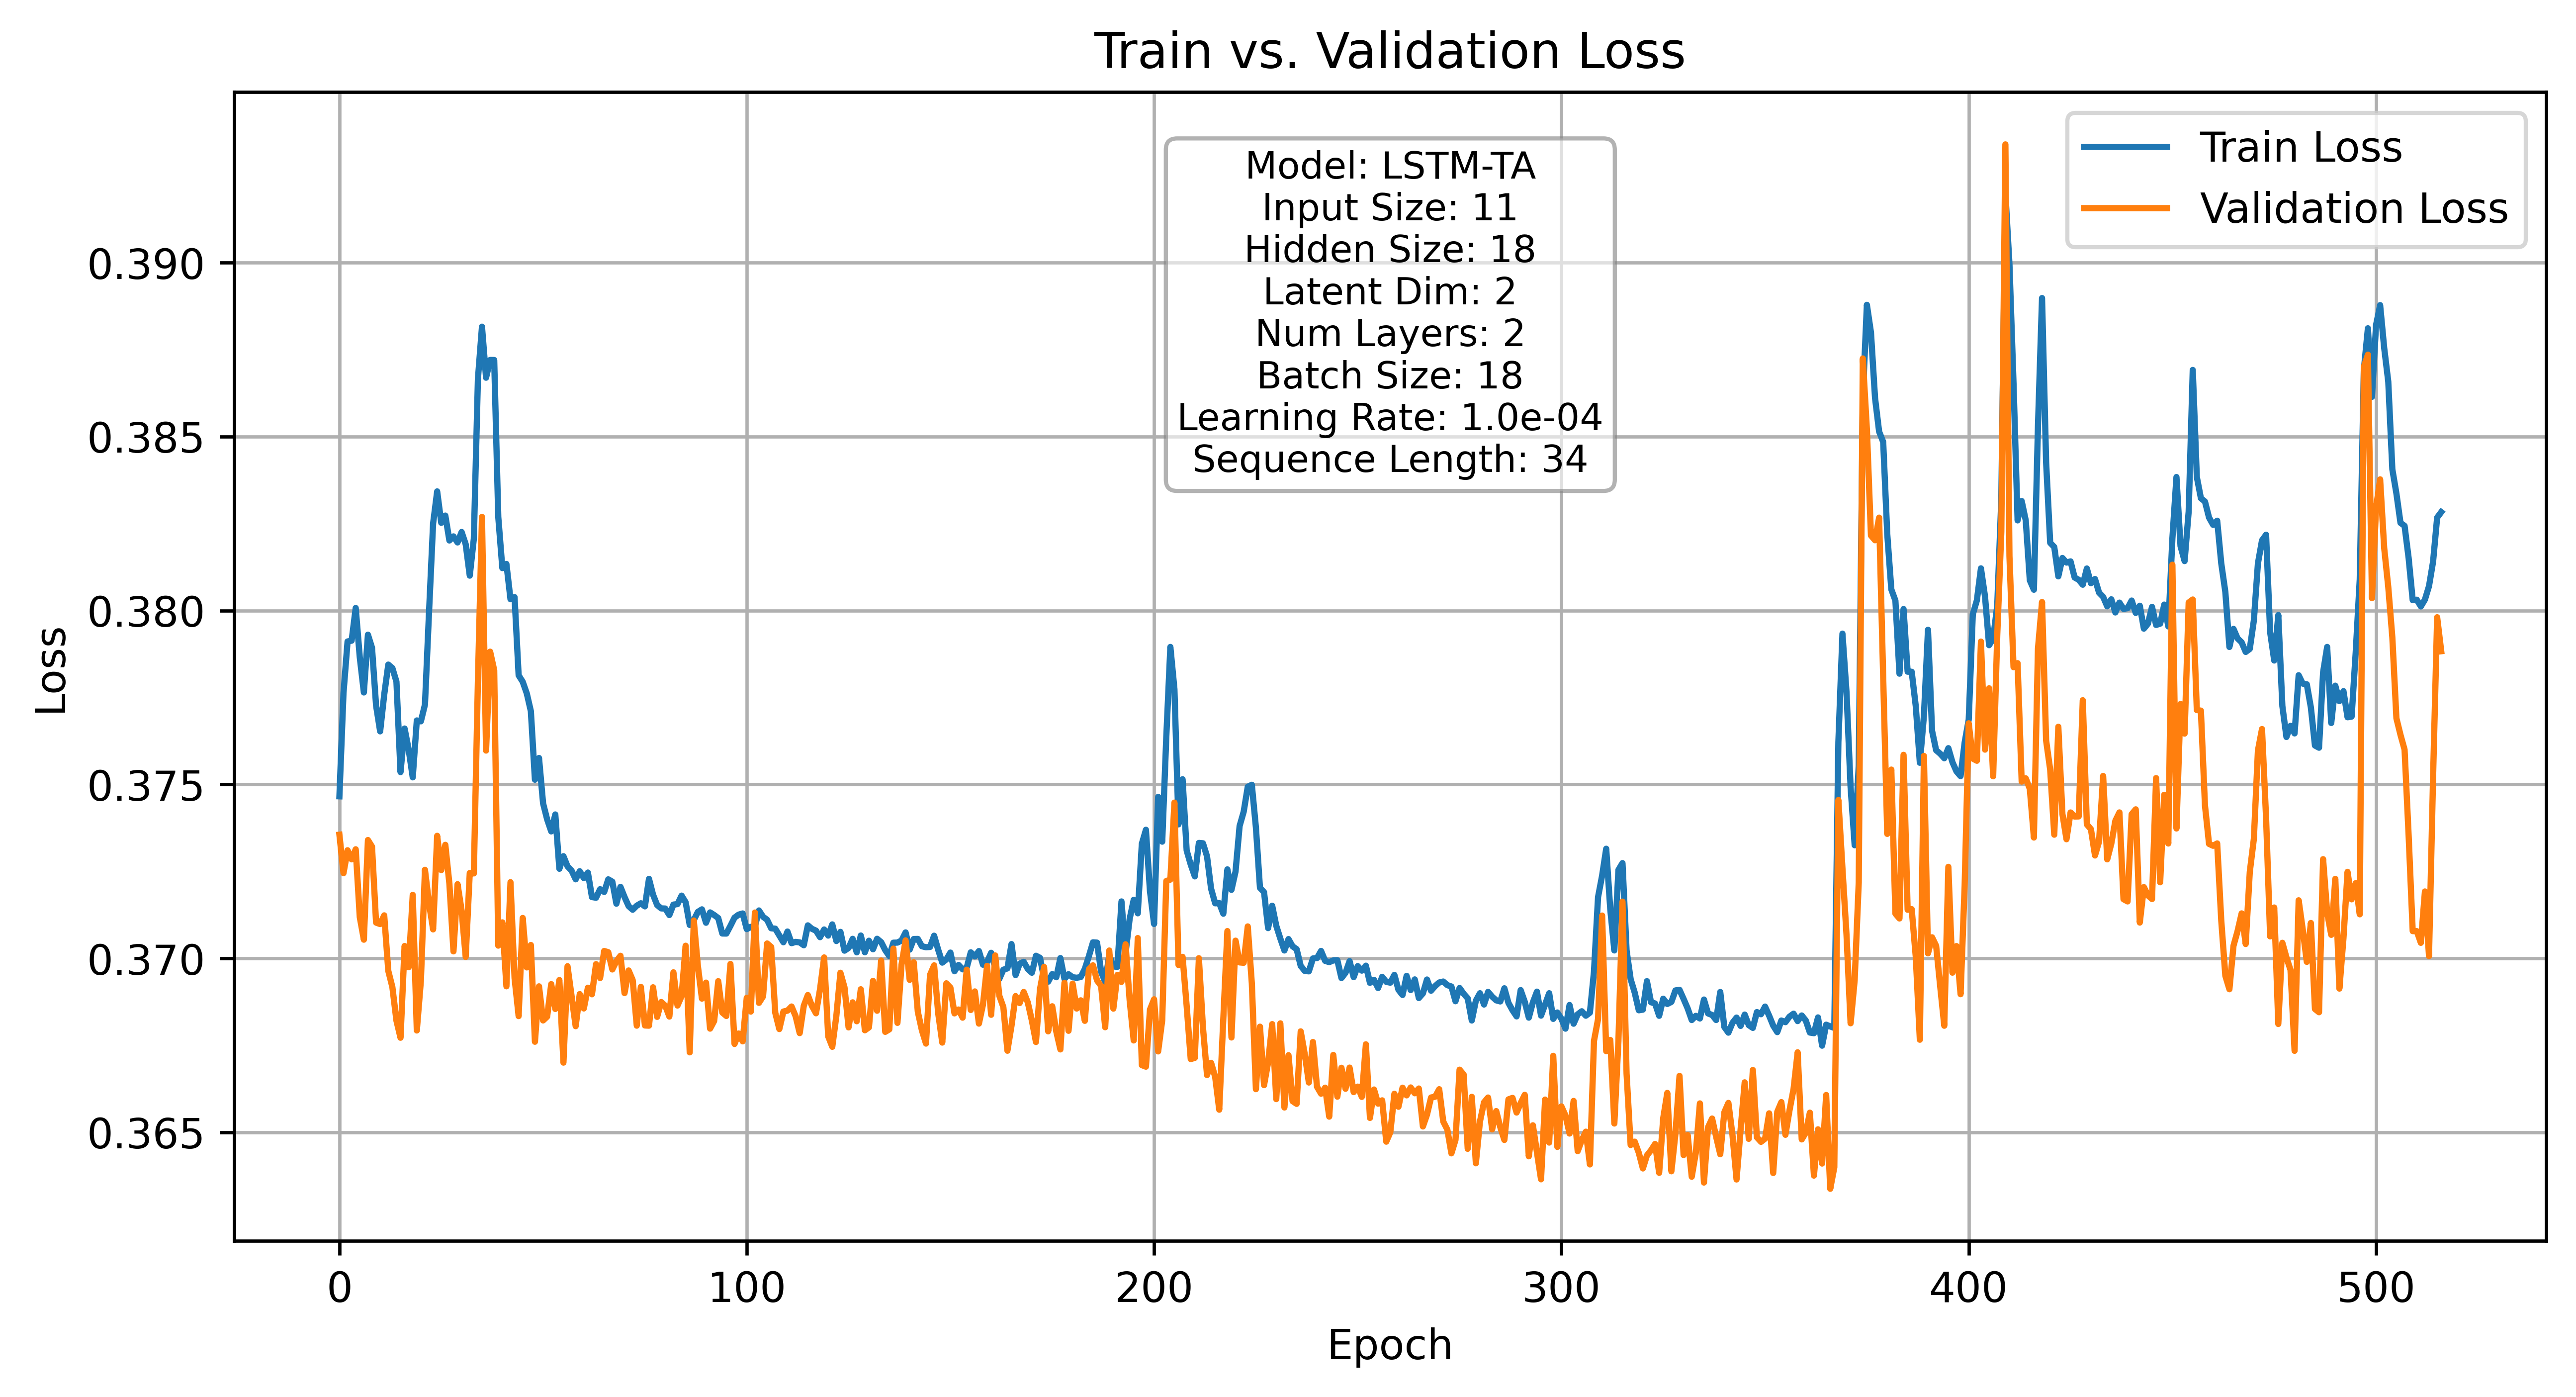 Train vs. Validation Loss
Train Loss
Validation Loss
Model: LSTM-TA
Input Size: 11
Hidden Size: 18
Latent Dim: 2
Num Layers: 2
Batch Size: 18
Learning Rate: 1.0e-04
Sequence Length: 34
Loss
0.390
0.385
0.380
0.375
0.370
0.365
0 100 200 300 400 500
Epoch